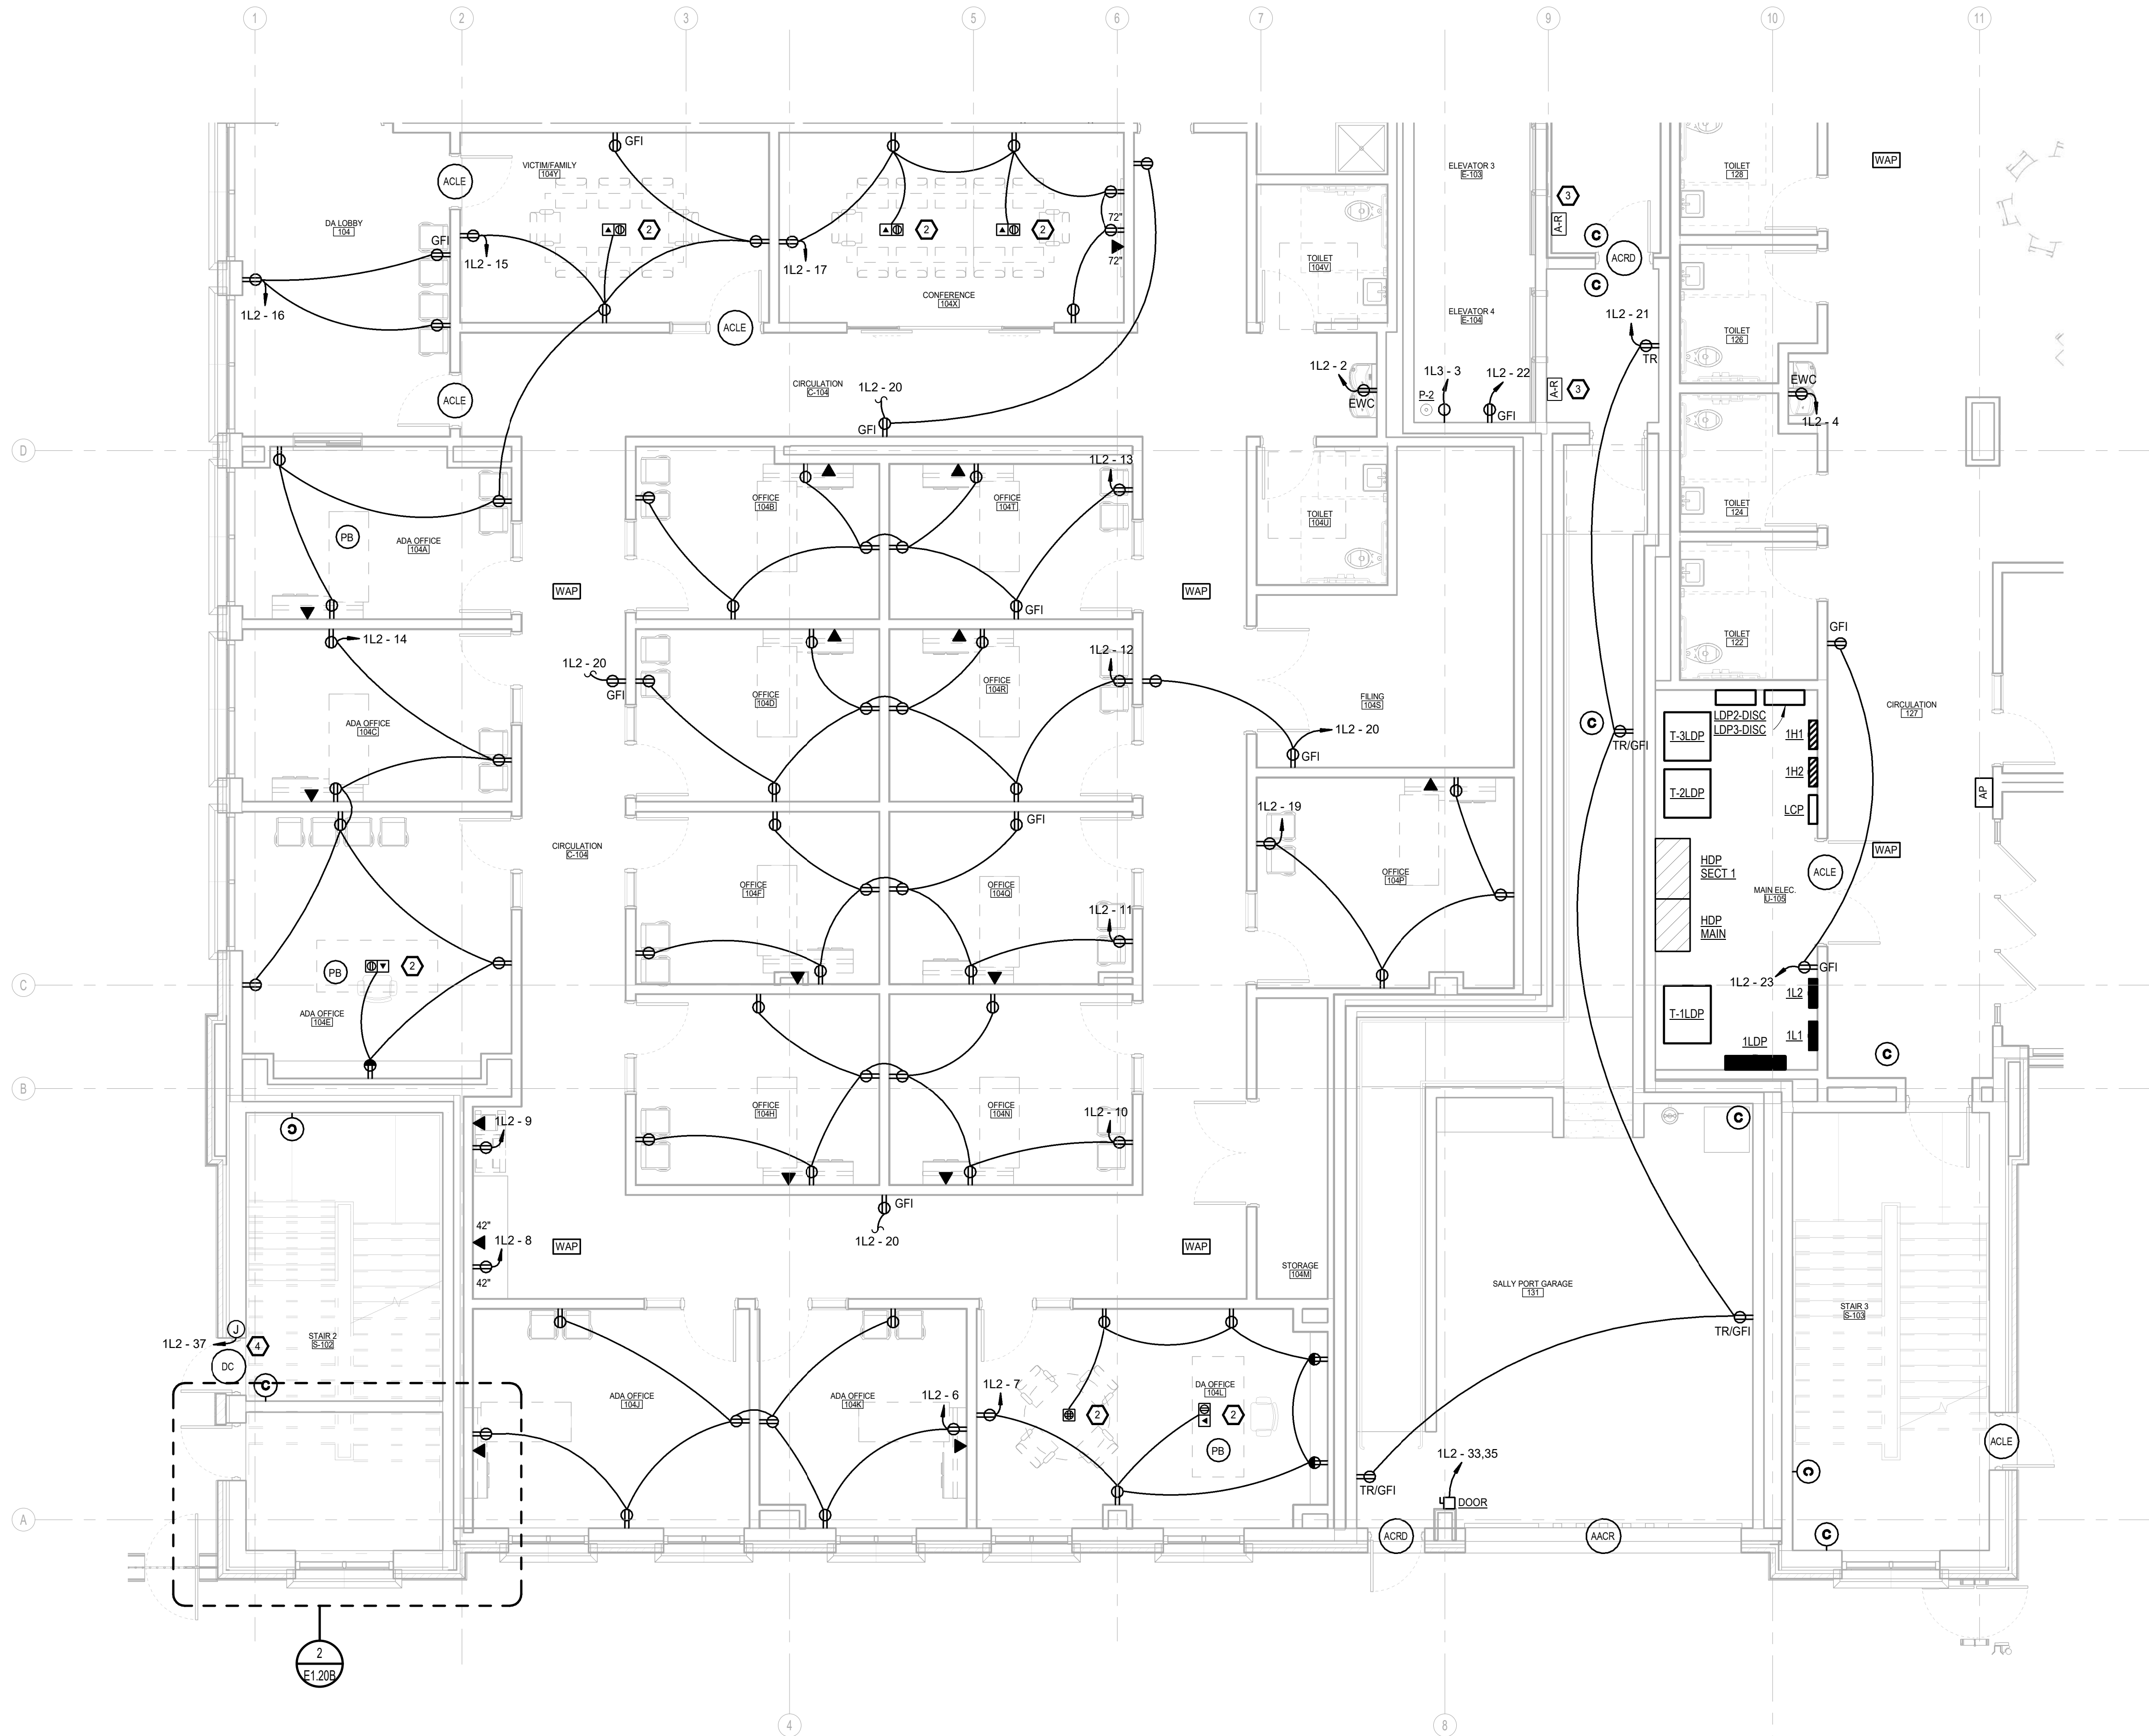 1
2
3
5
6
7
9
10
11
GFI
VICTIM/FAMILY
104Y
ACLE
DA LOBBY
104
GFI
1L2 - 15
1L2 - 16
2
2
2
72"
72"
1L2 - 17
CONFERENCE
104X
ACLE
ACLE
ELEVATOR 3
E-103
3
A-R
C
ACRD
C
TOILET
128
WAP
TOILET
104V
ELEVATOR 4
E-104
1L2 - 21
TR
TOILET
126
CIRCULATION
C-104
1L2 - 20
GFI
1L2 - 2
EWC
1L3 - 3
P-2
1L2 - 22
GFI
A-R
3
EWC
1L2 - 4
D
OFFICE
104B
OFFICE
104T
1L2 - 13
TOILET
104U
TOILET
124
PB
ADA OFFICE
104A
WAP
GFI
WAP
1L2 - 14
1L2 - 20
GFI
OFFICE
104D
OFFICE
104R
1L2 - 12
FILING
104S
1L2 - 20
GFI
TOILET
122
GFI
ADA OFFICE
104C
C
TR/GFI
LDP2-DISC
LDP3-DISC
T-3LDP
1H1
CIRCULATION
127
T-2LDP
1H2
LCP
AP
CIRCULATION
C-104
GFI
1L2 - 19
OFFICE
104P
HDP
SECT 1
MAIN ELEC.
U-105
ACLE
WAP
OFFICE
104F
OFFICE
104Q
1L2 - 11
HDP
MAIN
PB
2
C
1L2 - 23
GFI
1L2
ADA OFFICE
104E
T-1LDP
1L1
1LDP
C
B
C
1L2 - 9
OFFICE
104H
OFFICE
104N
1L2 - 10
C
42"
1L2 - 8
42"
WAP
GFI
1L2 - 20
WAP
STORAGE
104M
SALLY PORT GARAGE
131
STAIR 3
S-103
J
1L2 - 37
4
STAIR 2
S-102
DC
C
TR/GFI
ADA OFFICE
104J
ADA OFFICE
104K
1L2 - 6
1L2 - 7
2
DA OFFICE
104L
2
PB
1L2 - 33,35
TR/GFI
DOOR
C
ACLE
A
ACRD
AACR
C
2
E1.20B
4
8